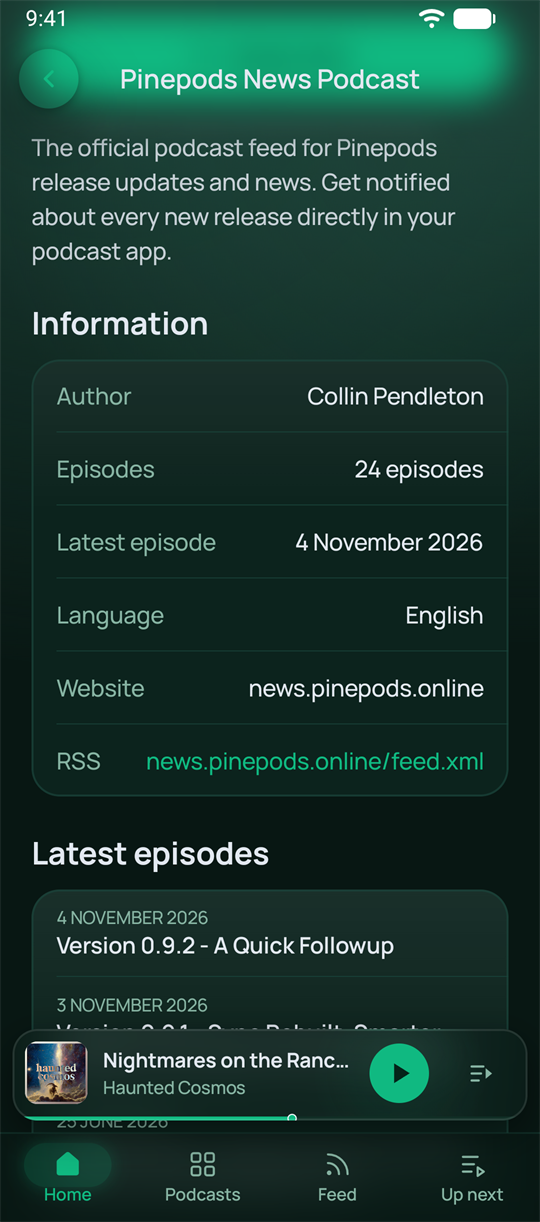 9:41
Pinepods News Podcast
The official podcast feed for Pinepods
release updates and news. Get notified
about every new release directly in your
podcast app.
Information
Author Collin Pendleton
Episodes 24 episodes
Latest episode 4 November 2026
Language English
Website news.pinepods.online
RSS news.pinepods.online/feed.xml
Latest episodes
4 NOVEMBER 2026
Version 0.9.2 - A Quick Followup
3 NOVEMBER 2026
haunted
cosmos
Nightmares on the Ranc...
Haunted Cosmos
25 JUNE 2026
Home Podcasts Feed Up next